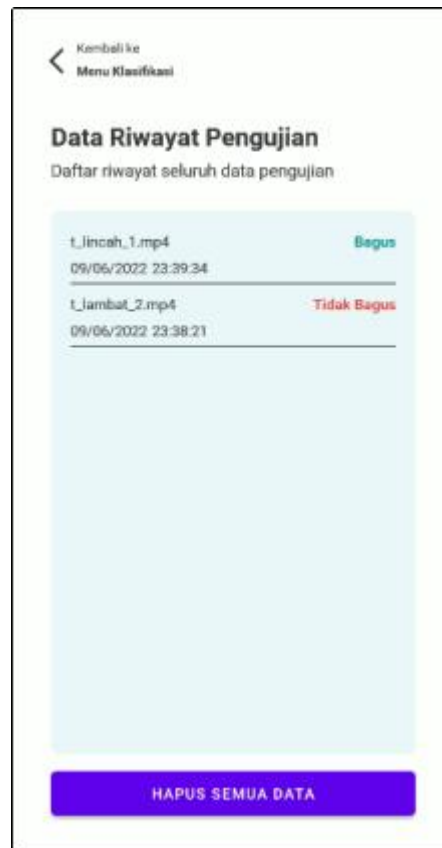 Kembali ke
Menu Klasifikasi
Data Riwayat Pengujian
Daftar riwayat seluruh data pengujian
t_lincah_1.mp4 Bagus
09/06/2022 23:39:34
t_lambat_2.mp4 Tidak Bagus
09/06/2022 23:38:21
HAPUS SEMUA DATA